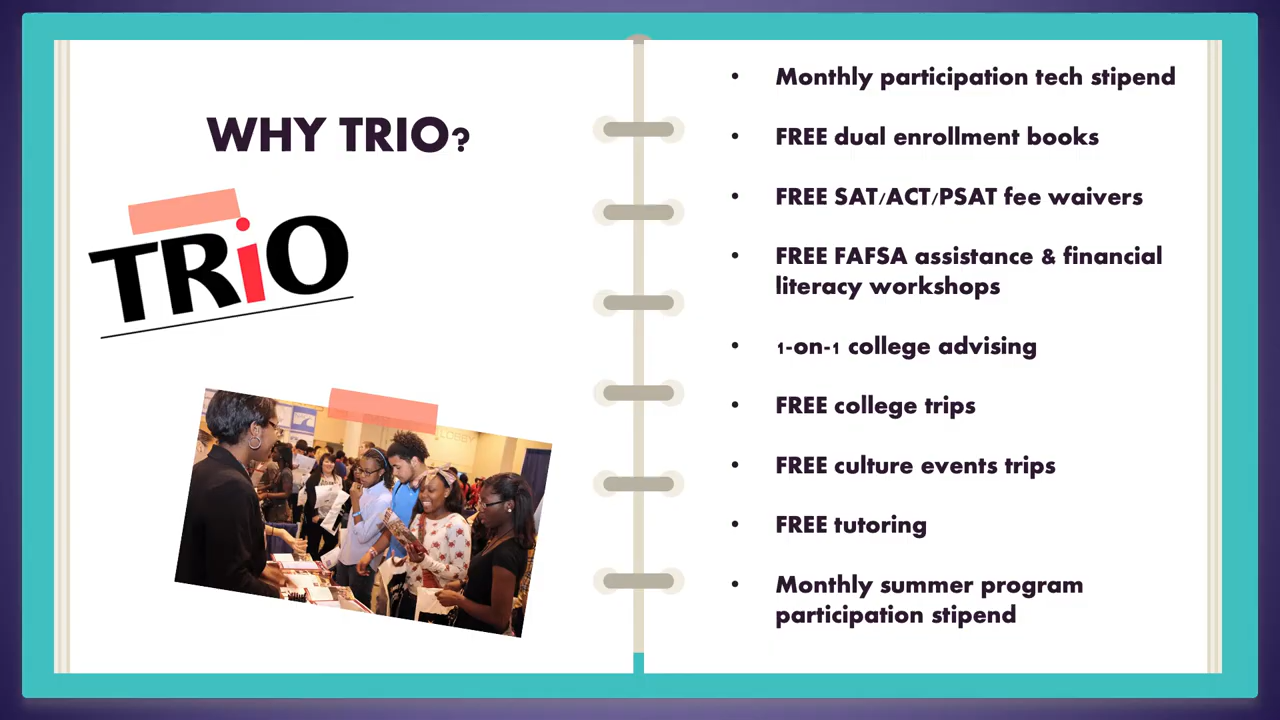 WHY TRIO?
TRiO
LOBBY
• Monthly participation tech stipend
• FREE dual enrollment books
• FREE SAT/ACT/PSAT fee waivers
• FREE FAFSA assistance & financial
literacy workshops
• 1-on-1 college advising
• FREE college trips
• FREE culture events trips
• FREE tutoring
• Monthly summer program
participation stipend